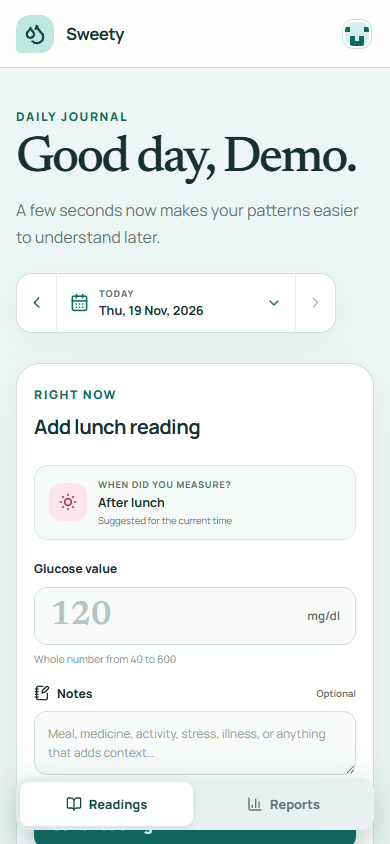 Sweety
DAILY JOURNAL
Good day, Demo.
A few seconds now makes your patterns easier
to understand later.
TODAY
Thu, 19 Nov, 2026
RIGHT NOW
Add lunch reading
WHEN DID YOU MEASURE?
After lunch
Suggested for the current time
Glucose value
120
mg/dl
Whole number from 40 to 600
Notes
Optional
Meal, medicine, activity, stress, illness, or anything
that adds context...
Readings
Reports